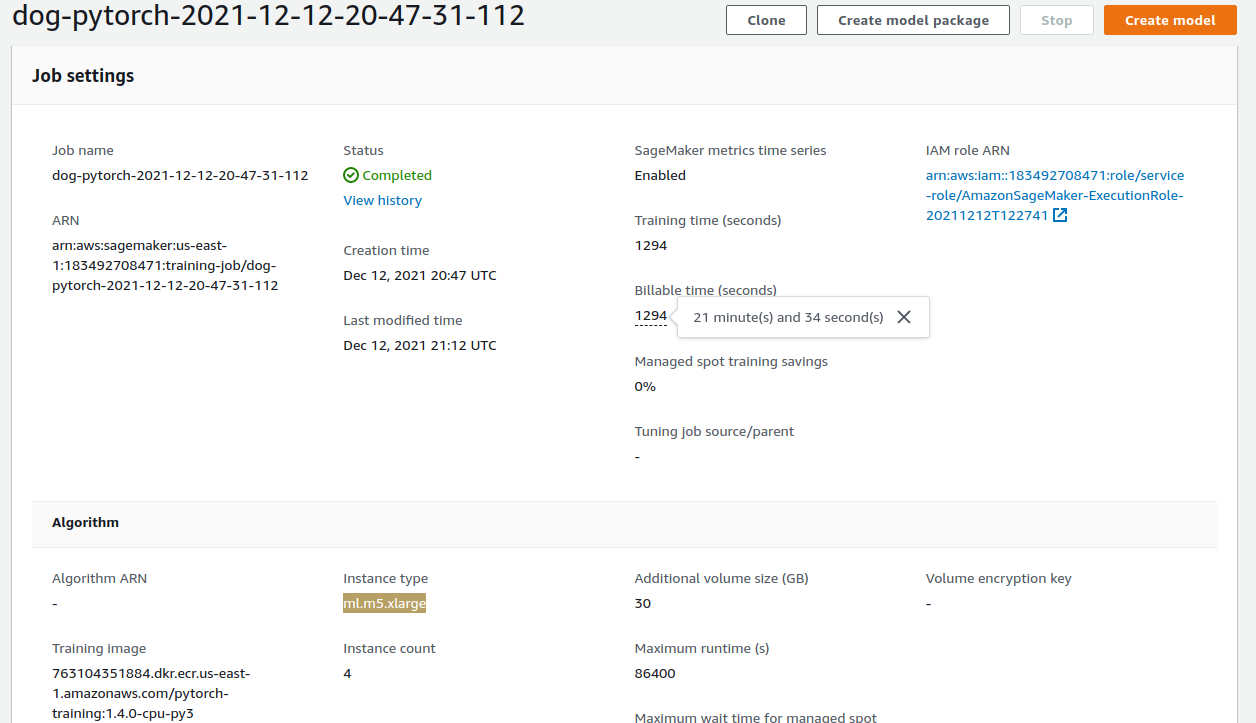 dog-pytorch-2021-12-12-20-47-31-112
Clone
Create model package
Stop
Create model
Job settings
Job name
dog-pytorch-2021-12-12-20-47-31-112
ARN
arn:aws:sagemaker:us-east-
1:183492708471:training-job/dog-
pytorch-2021-12-12-20-47-31-112
Status
Completed
View history
Creation time
Dec 12, 2021 20:47 UTC
Last modified time
Dec 12, 2021 21:12 UTC
SageMaker metrics time series
Enabled
Training time (seconds)
1294
Billable time (seconds)
1294
21 minute(s) and 34 second(s)
Managed spot training savings
0%
Tuning job source/parent
-
IAM role ARN
arn:aws:iam::183492708471:role/service
-role/AmazonSageMaker-ExecutionRole-
20211212T122741
Algorithm
Algorithm ARN
-
Training image
763104351884.dkr.ecr.us-east-
1.amazonaws.com/pytorch-
training:1.4.0-cpu-py3
Instance type
ml.m5.xlarge
Instance count
4
Additional volume size (GB)
30
Maximum runtime (s)
86400
Maximum wait time for managed spot
Volume encryption key
-